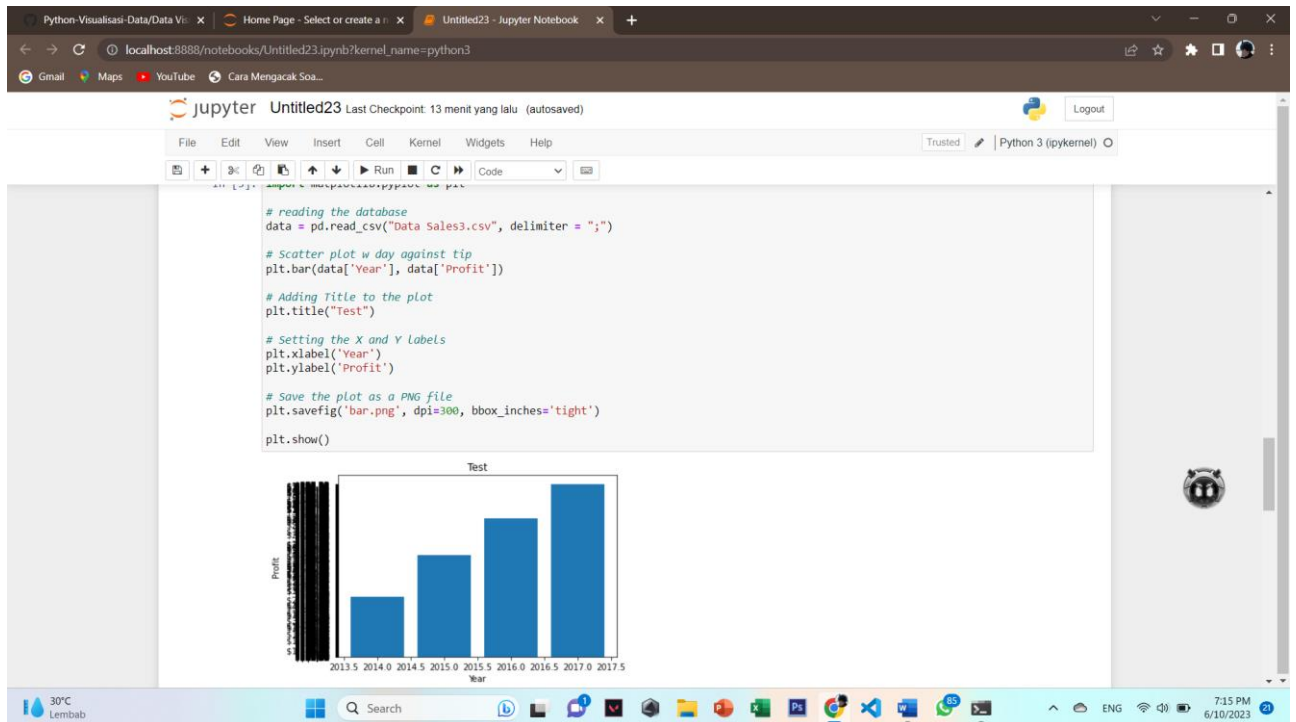 Python-Visualisasi-Data/Data Vis
Home Page - Select or create a n
Untitled23 - Jupyter Notebook
localhost:8888/notebooks/Untitled23.ipynb?kernel_name=python3
Gmail Maps YouTube Cara Mengacak Soa...
jupyter Untitled23 Last Checkpoint: 13 menit yang lalu (autosaved)
Logout
File Edit View Insert Cell Kernel Widgets Help
Trusted Python 3 (ipykernel)
Run Code
import matplotlib.pyplot as plt
# reading the database
data = pd.read_csv("Data Sales3.csv", delimiter = ";")
# Scatter plot w day against tip
plt.bar(data['Year'], data['Profit'])
# Adding Title to the plot
plt.title("Test")
# Setting the X and Y labels
plt.xlabel('Year')
plt.ylabel('Profit')
# Save the plot as a PNG file
plt.savefig('bar.png', dpi=300, bbox_inches='tight')
plt.show()
Test
Profit
2013.5 2014.0 2014.5 2015.0 2015.5 2016.0 2016.5 2017.0 2017.5
Year
30°C
Lembab
Search
85
ENG
7:15 PM
6/10/2023
21